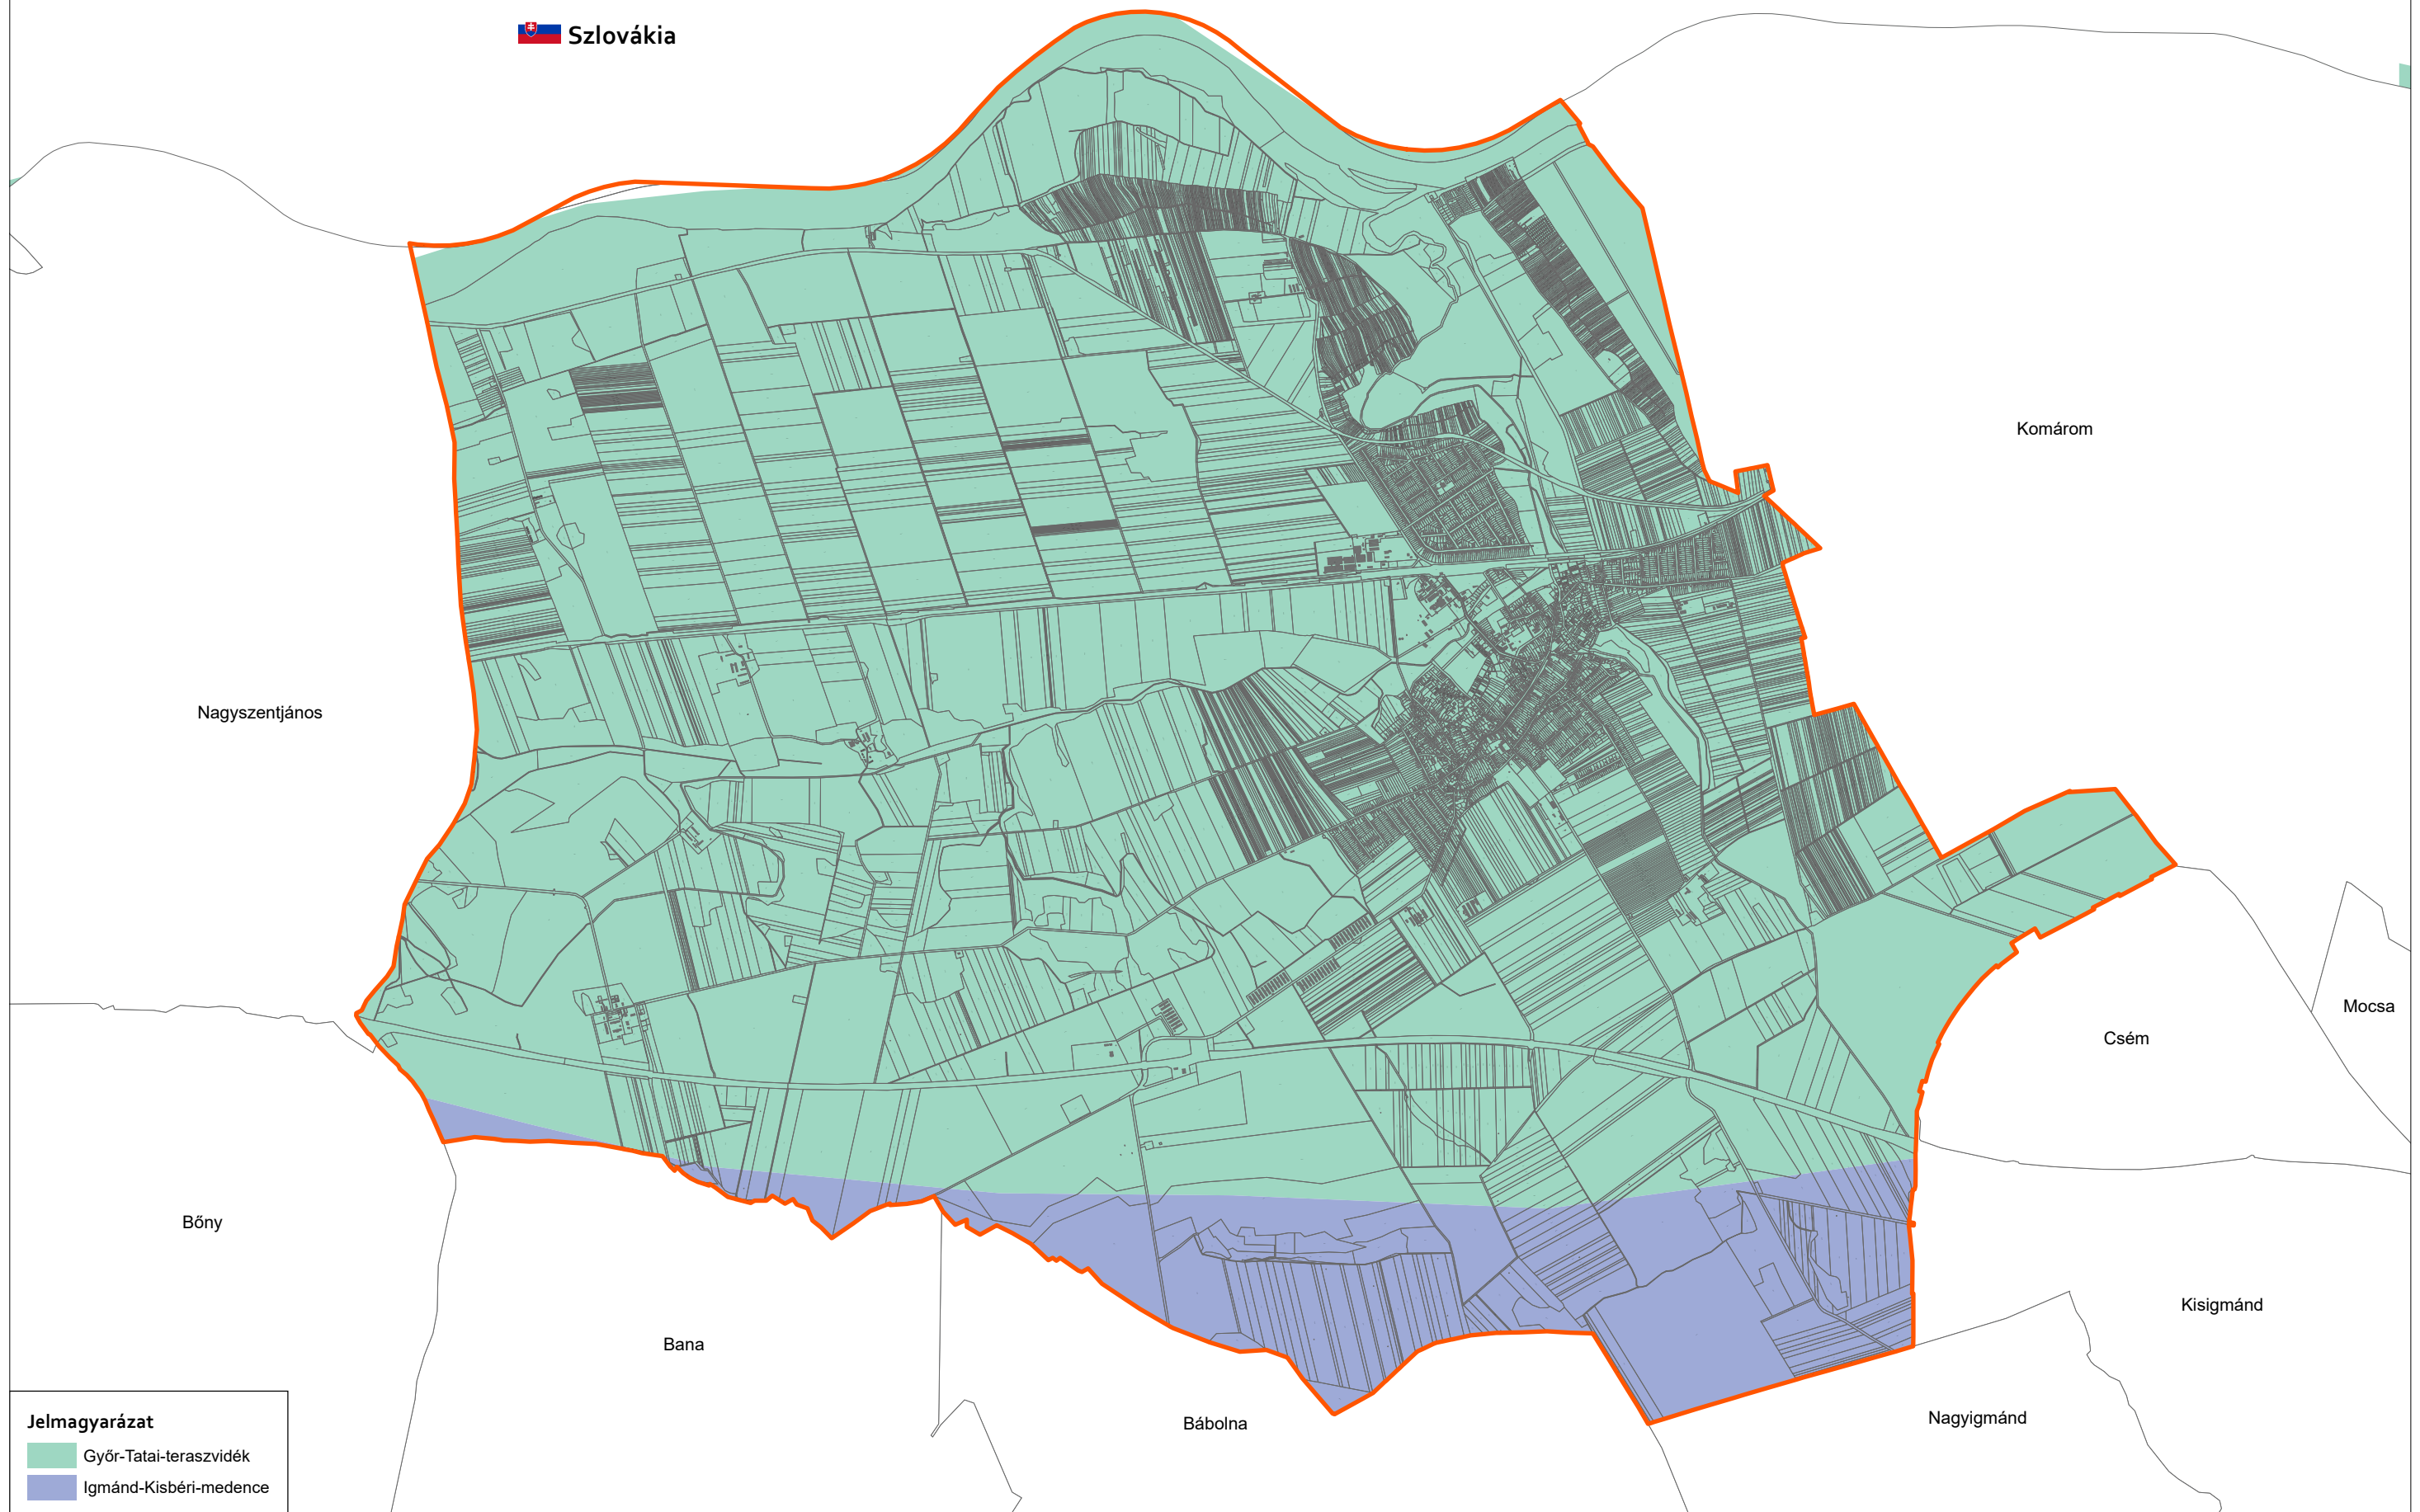 Szlovákia
Komárom
Nagyszentjános
Mocsa
Csém
Bőny
Kisigmánd
Bana
Nagyigmánd
Bábolna
Jelmagyarázat
Győr-Tatai-teraszvidék
Igmánd-Kisbéri-medence